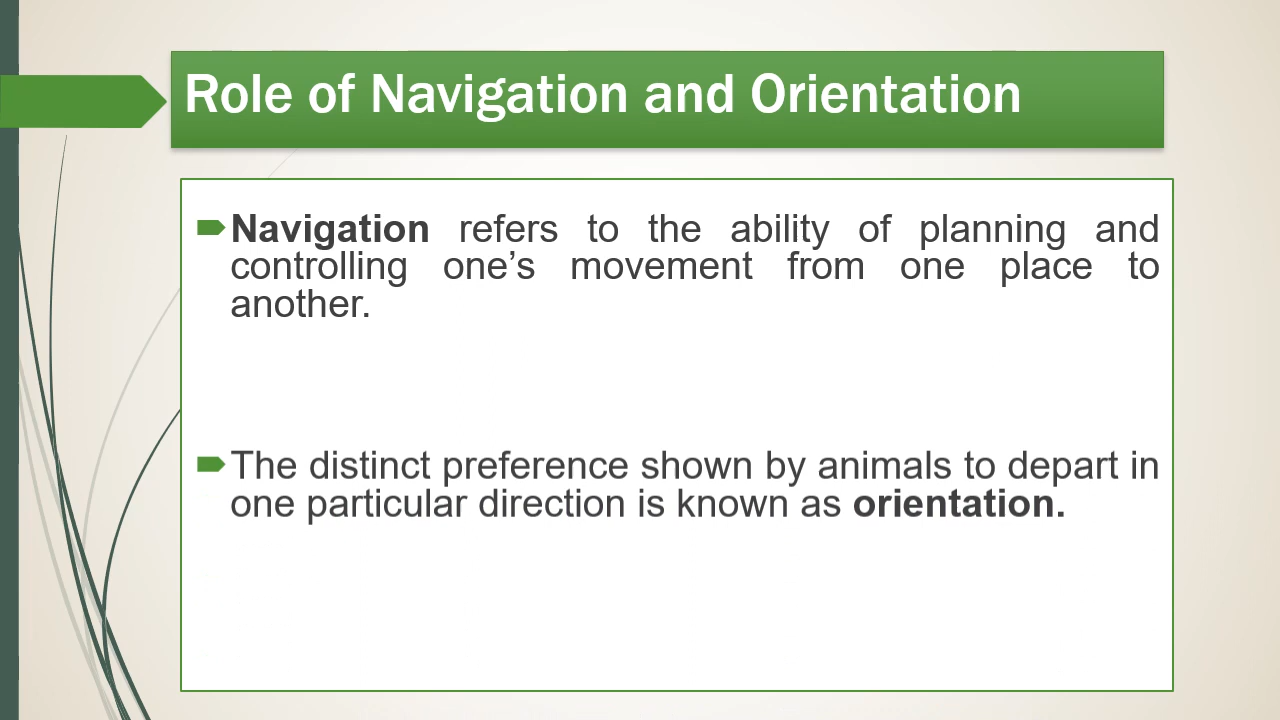 Role of Navigation and Orientation
Navigation refers to the ability of planning and
controlling one’s movement from one place to
another.
The distinct preference shown by animals to depart in
one particular direction is known as orientation.